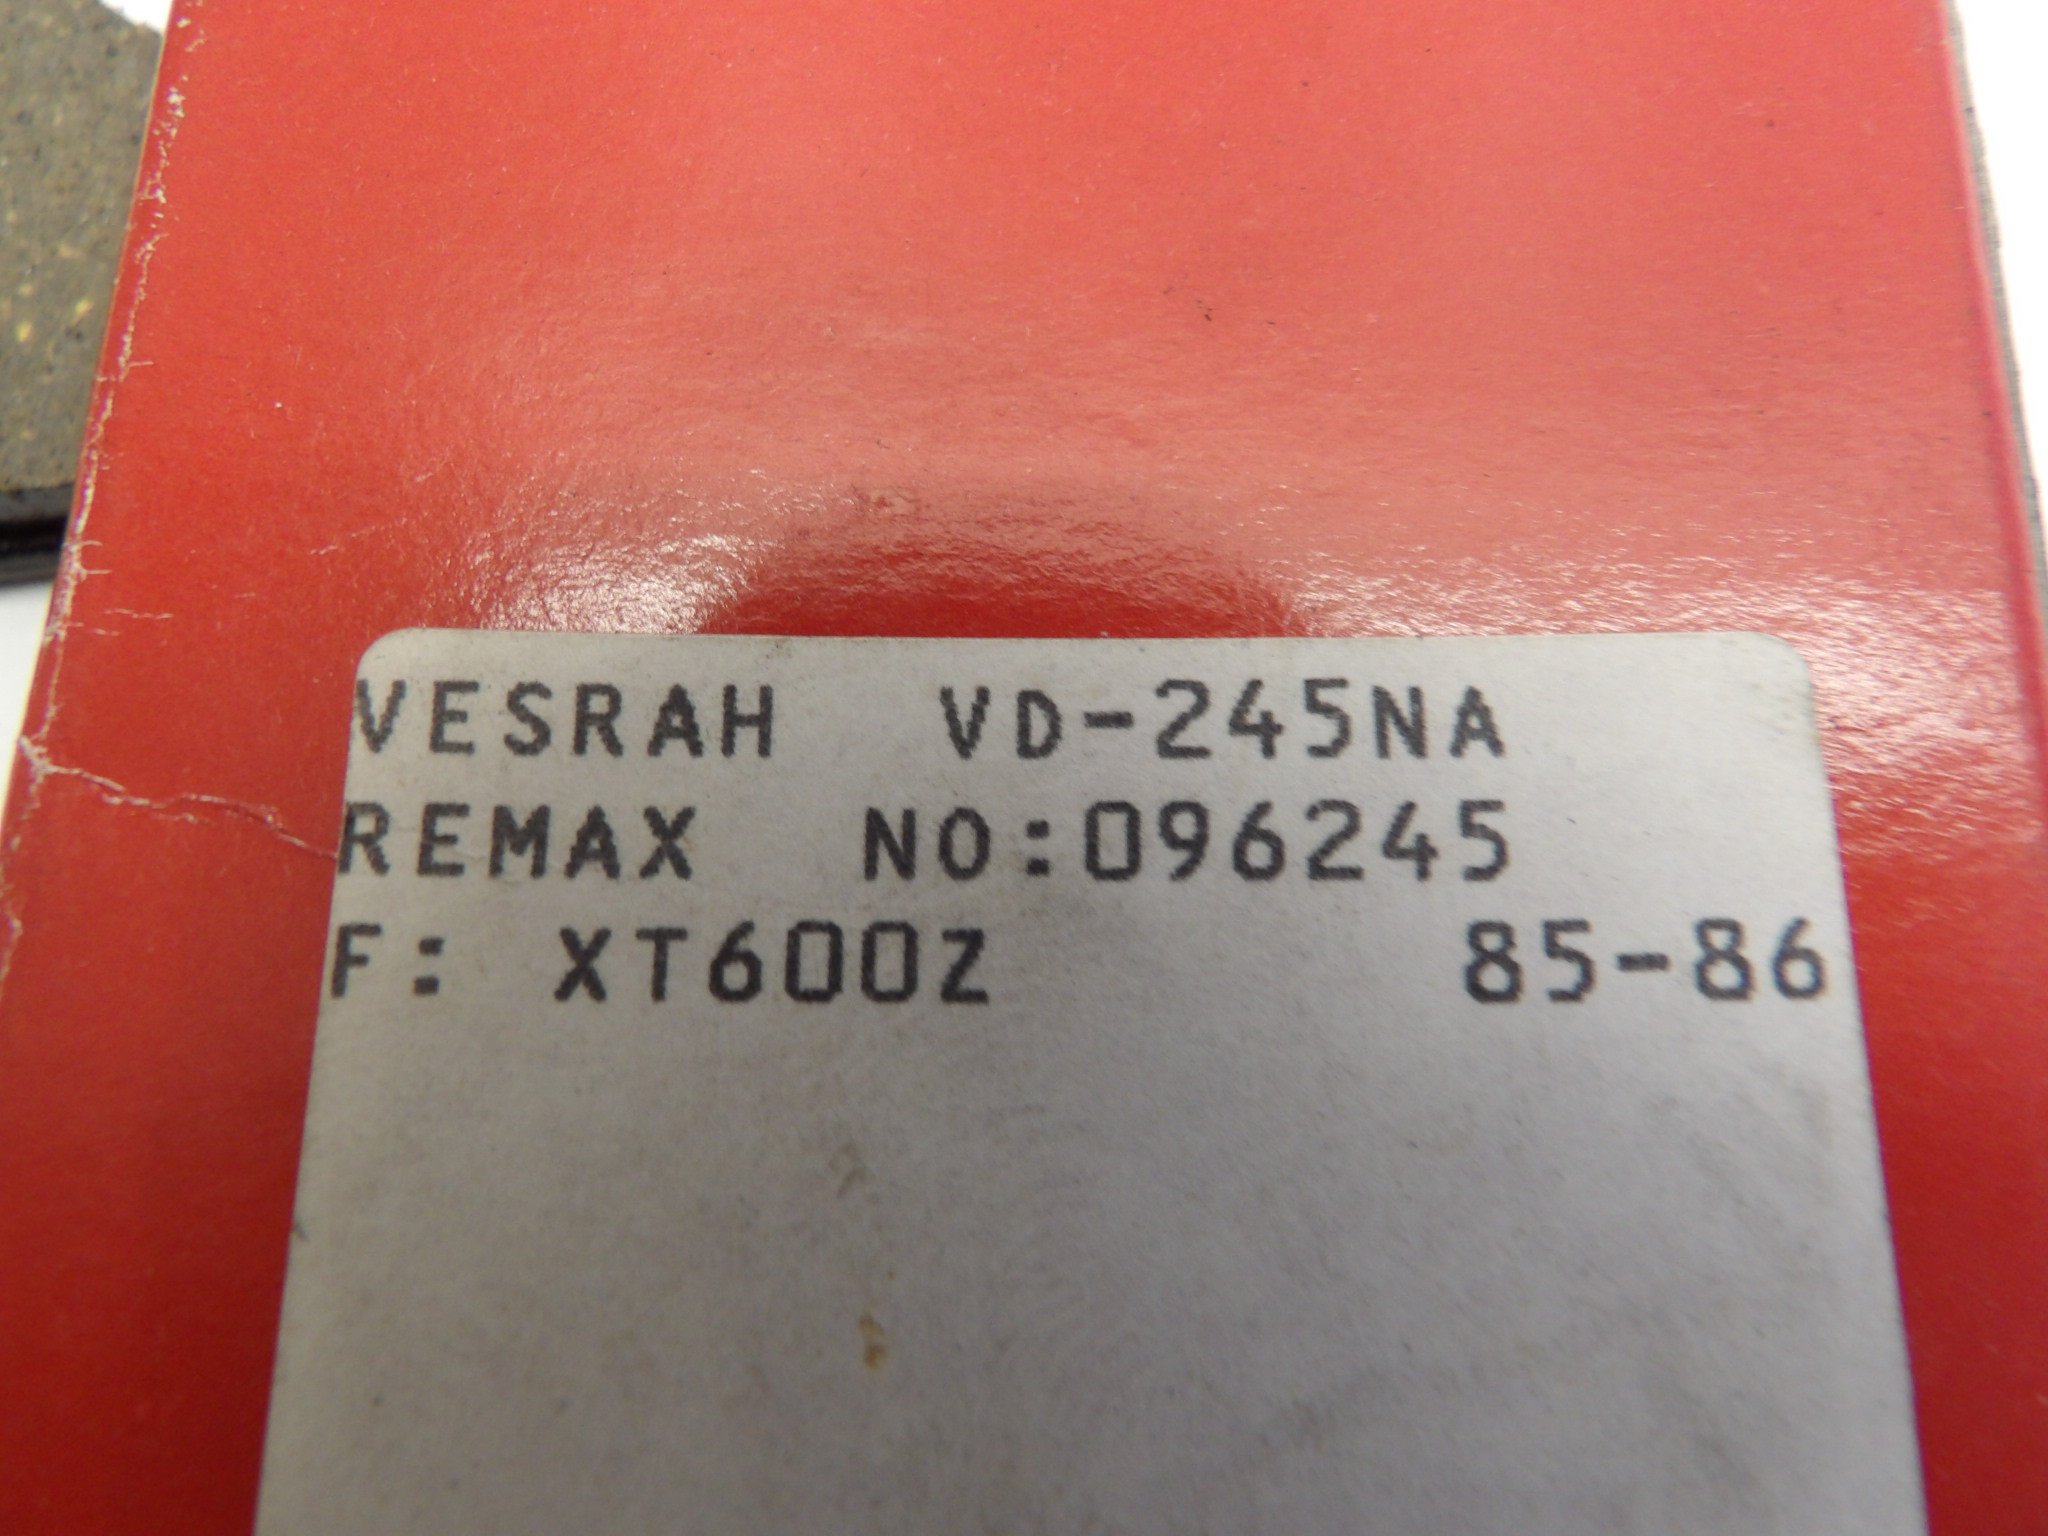 VESRAH VD-245NA
REMAX NO:096245
F: XT600Z 85-86